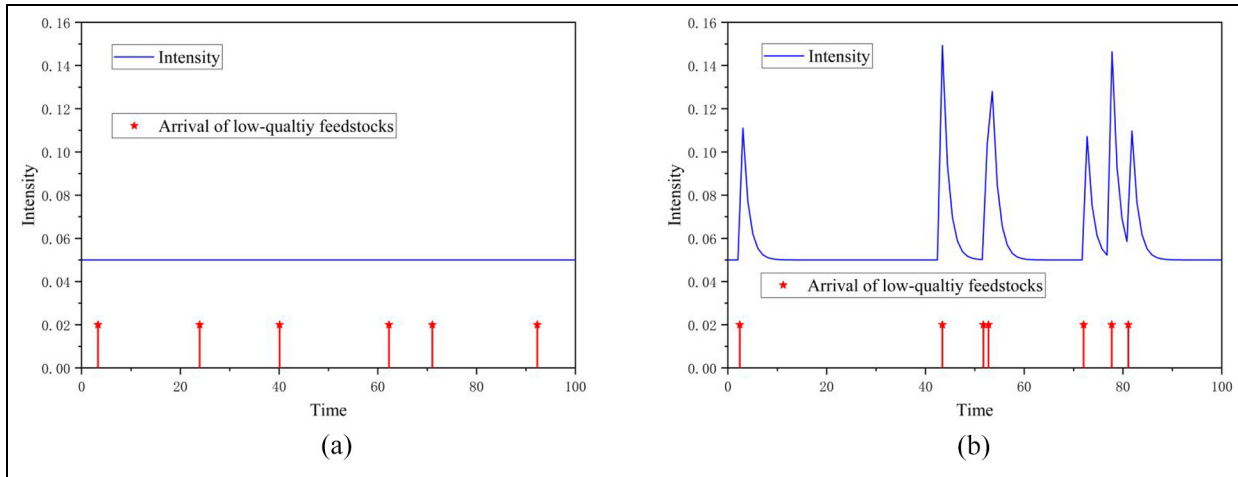 0.16
0.14
0.12
0.10
0.08
0.06
0.04
0.02
0.00
Intensity
Intensity
Arrival of low-qualtiy feedstocks
0 20 40 60 80 100
Time
(a)
0.16
0.14
0.12
0.10
0.08
0.06
0.04
0.02
0.00
Intensity
Intensity
Arrival of low-qualtiy feedstocks
0 20 40 60 80 100
Time
(b)